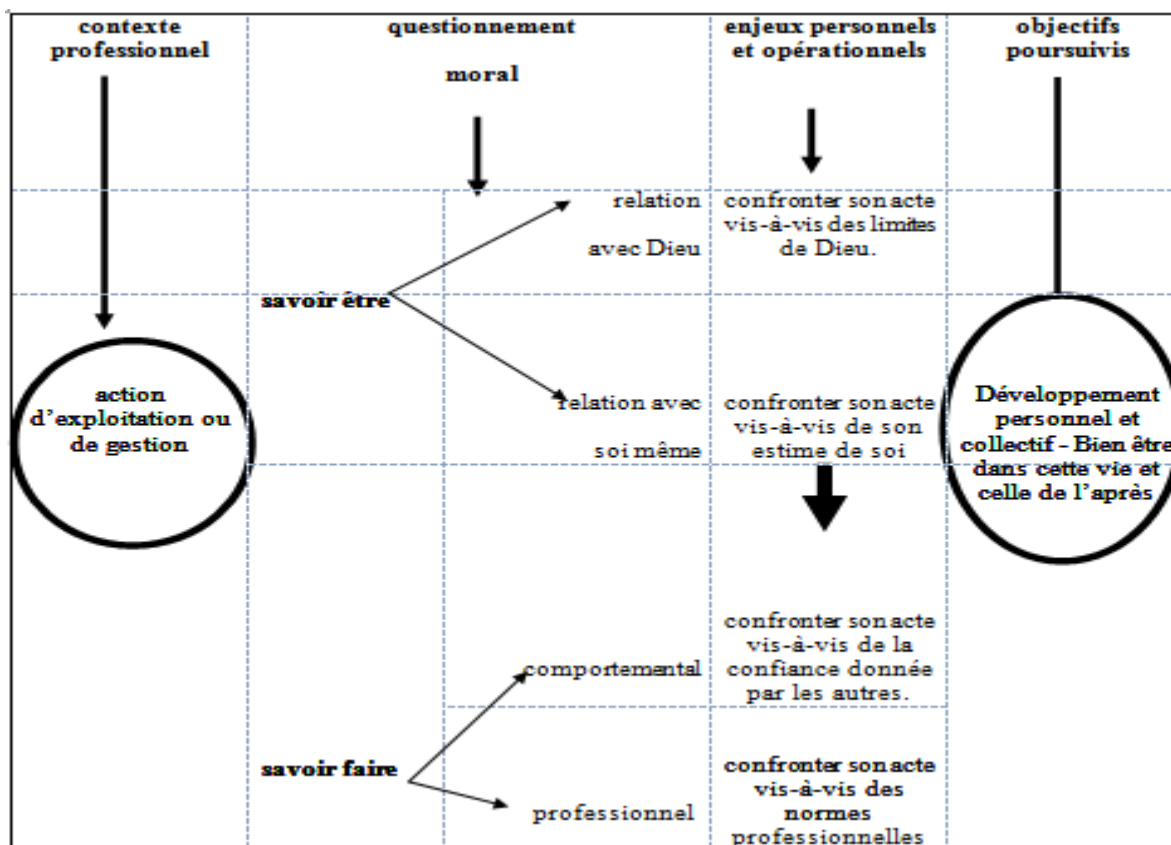 contexte
professionnel
questionnement
moral
enjeux personnels
et opérationnels
objectifs
poursuivis
relation
avec Dieu
confronter son acte
vis-à-vis des limites
de Dieu.
savoir être
action
d'exploitation ou
de gestion
relation avec
soi même
confronter son acte
vis-à-vis de son
estime de soi
Développement
personnel et
collectif - Bien être
dans cette vie et
celle de l'après
comportemental
confronter son acte
vis-à-vis de la
confiance donnée
par les autres.
savoir faire
professionnel
confronter son acte
vis-à-vis des
normes
professionnelles